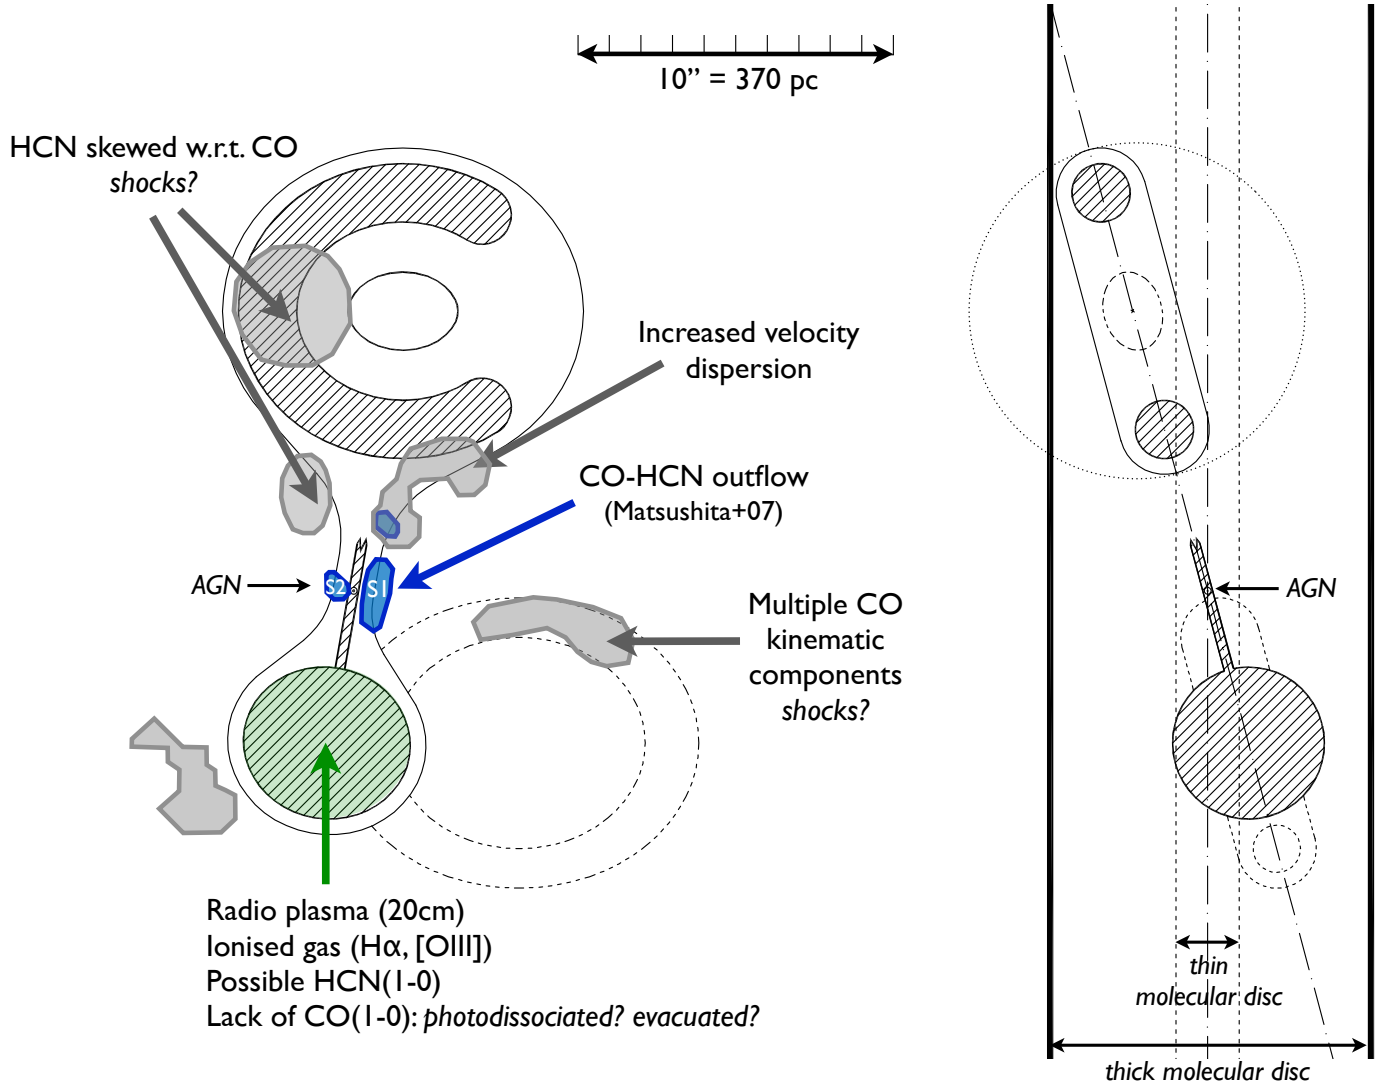 10” = 370 pc
HCN skewed w.r.t. CO
shocks?
Increased velocity
dispersion
CO-HCN outflow
(Matsushita+07)
AGN
S2
S1
Multiple CO
kinematic
components
shocks?
AGN
Radio plasma (20cm)
Ionised gas (Hα, [OIII])
Possible HCN(1-0)
Lack of CO(1-0): photodissociated? evacuated?
thin
molecular disc
thick molecular disc